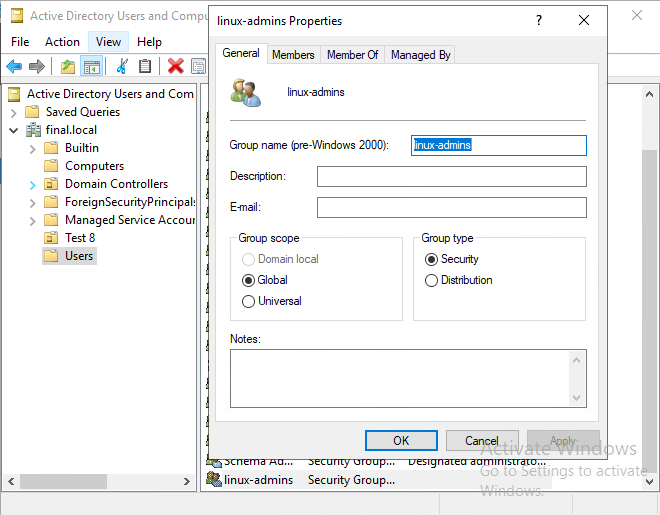 Active Directory Users and Compu
linux-admins Properties
?
File Action View Help
General Members Member Of Managed By
Active Directory Users and Com
Saved Queries
final.local
Builtin
Computers
Domain Controllers
ForeignSecurityPrincipals
Managed Service Accour
Test 8
Users
linux-admins
Group name (pre-Windows 2000): linux-admins
Description:
E-mail:
Group scope
Domain local
Global
Universal
Group type
Security
Distribution
Notes:
OK Cancel Apply
Schema Ad... Security Group... Designated administrato...
linux-admins Security Group...
Activate Windows
Go to Settings to activate
Windows.